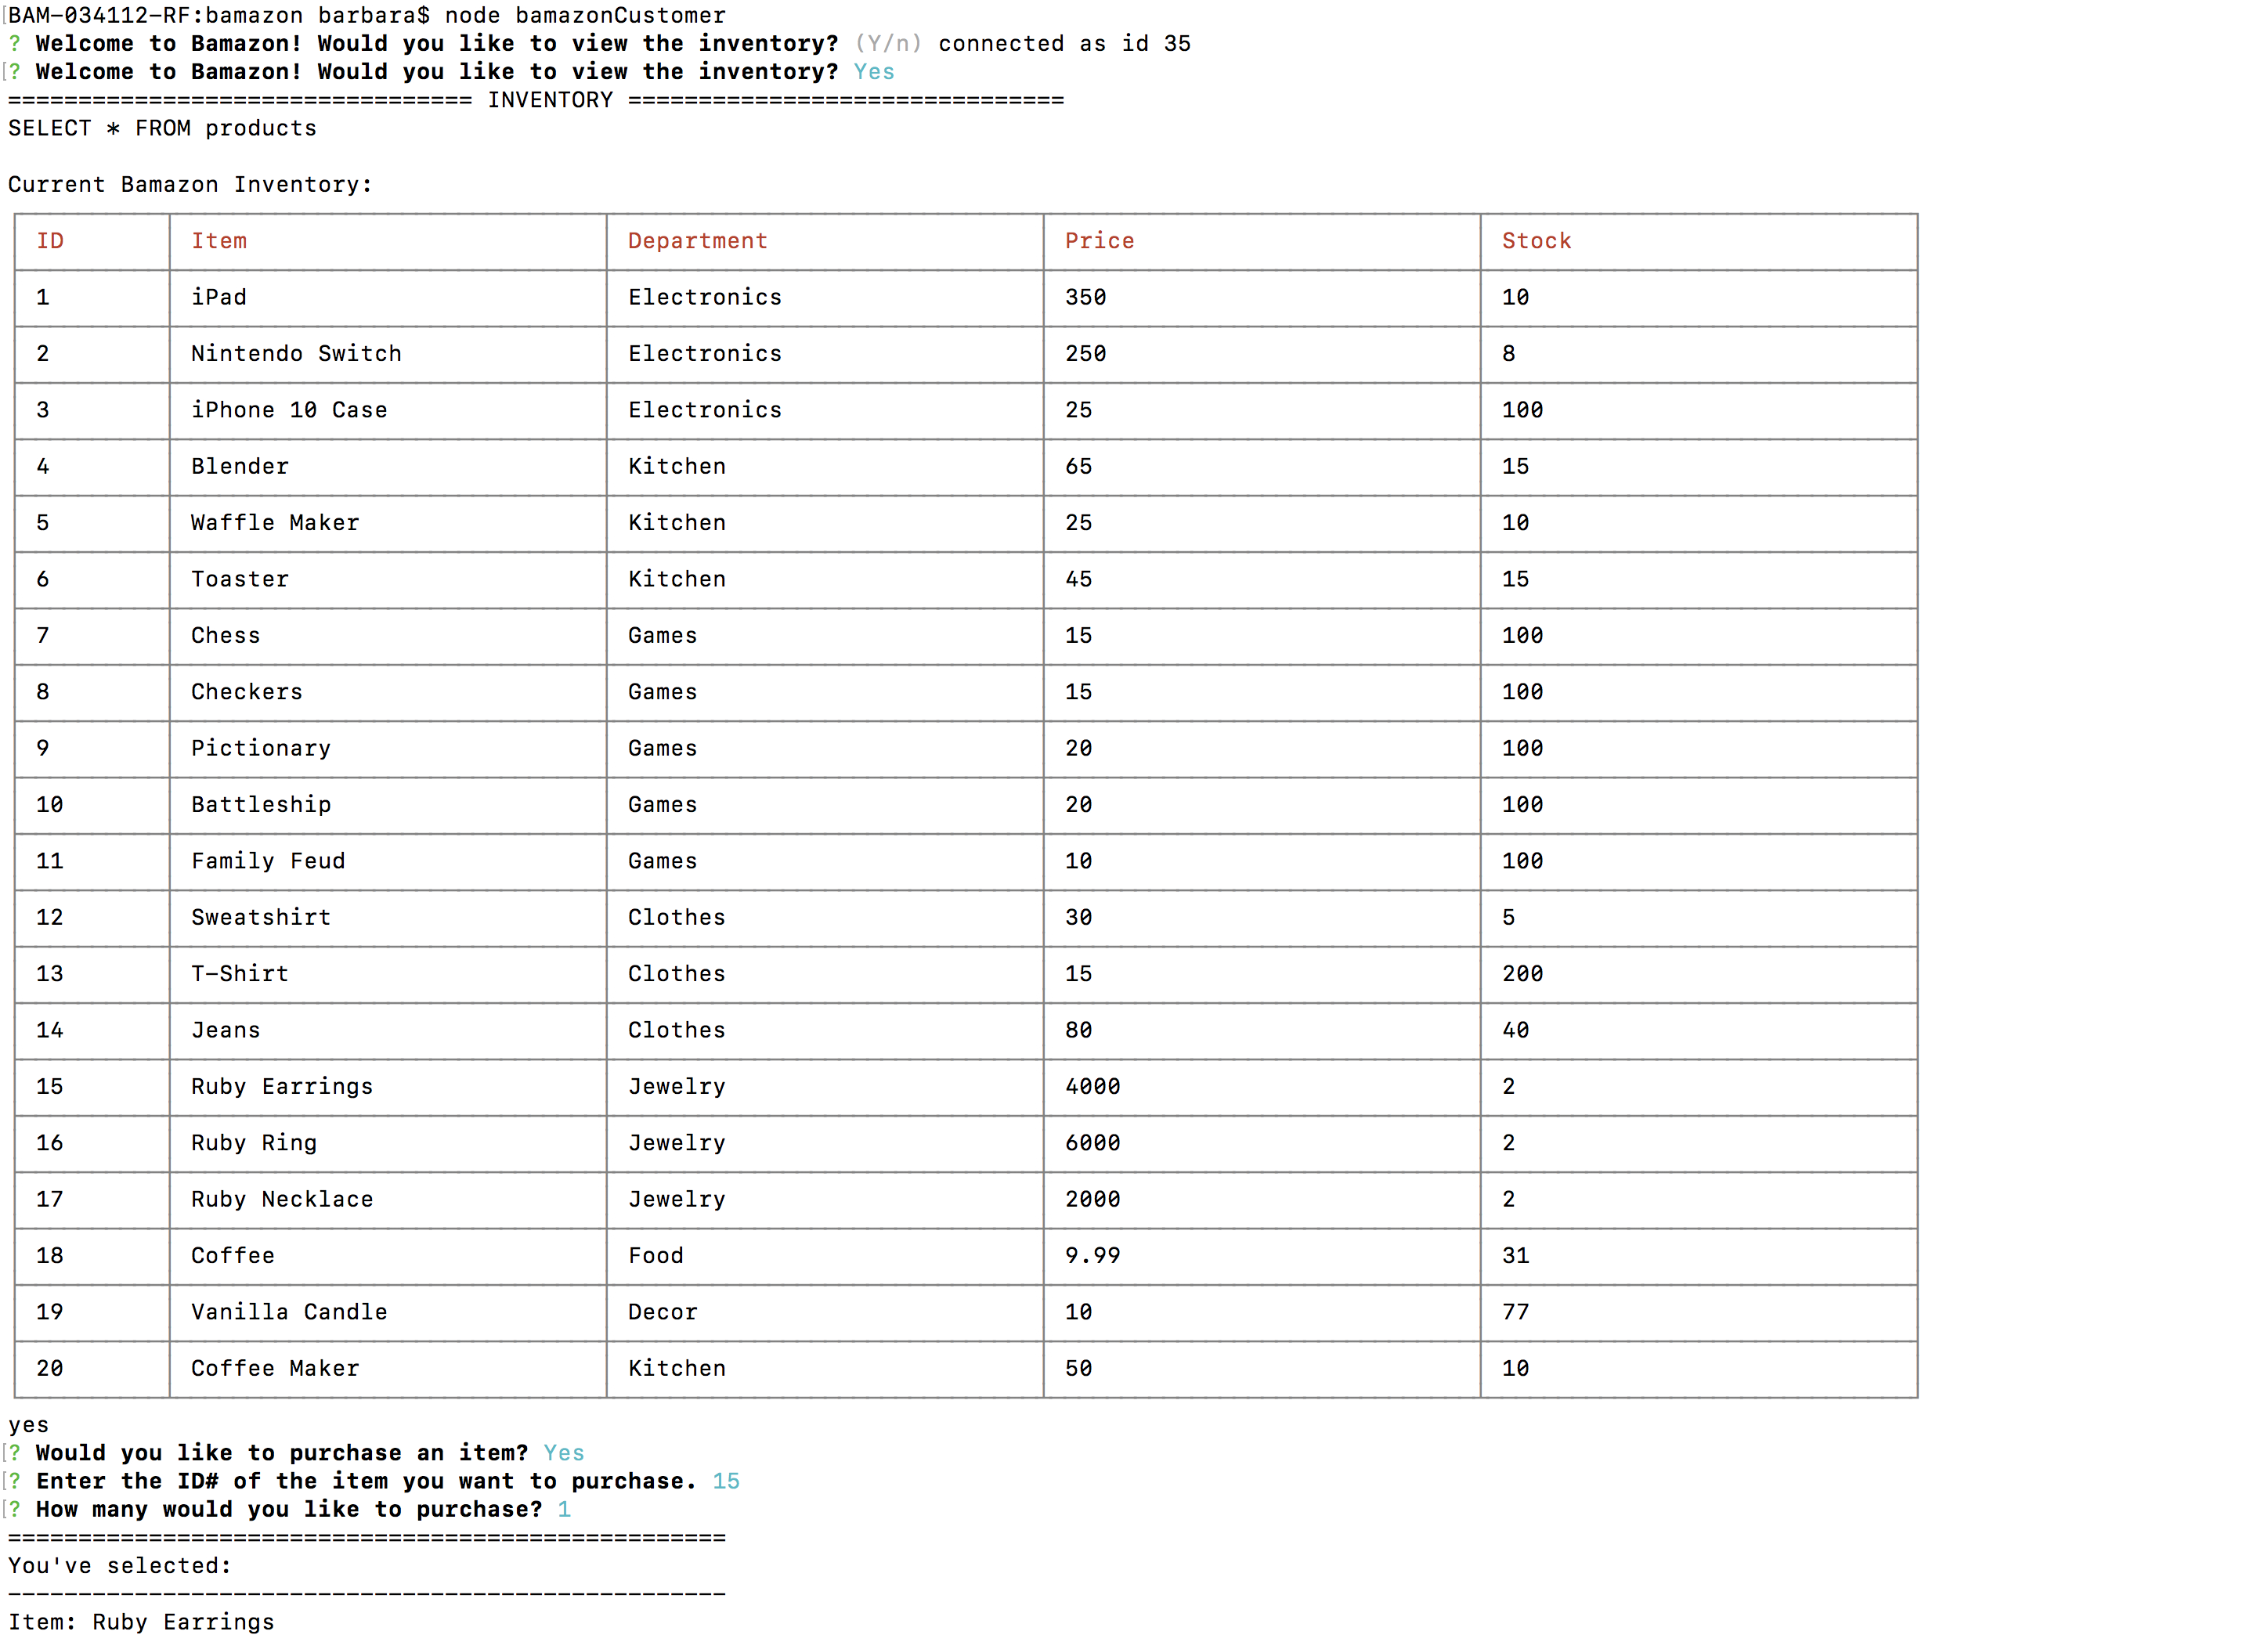 [BAM-034112-RF:bamazon barbara$ node bamazonCustomer
? Welcome to Bamazon! Would you like to view the inventory? (Y/n) connected as id 35
[? Welcome to Bamazon! Would you like to view the inventory? Yes
================================= INVENTORY ===============================
SELECT * FROM products
Current Bamazon Inventory:
ID Item Department Price Stock
1 iPad Electronics 350 10
2 Nintendo Switch Electronics 250 8
3 iPhone 10 Case Electronics 25 100
4 Blender Kitchen 65 15
5 Waffle Maker Kitchen 25 10
6 Toaster Kitchen 45 15
7 Chess Games 15 100
8 Checkers Games 15 100
9 Pictionary Games 20 100
10 Battleship Games 20 100
11 Family Feud Games 10 100
12 Sweatshirt Clothes 30 5
13 T-Shirt Clothes 15 200
14 Jeans Clothes 80 40
15 Ruby Earrings Jewelry 4000 2
16 Ruby Ring Jewelry 6000 2
17 Ruby Necklace Jewelry 2000 2
18 Coffee Food 9.99 31
19 Vanilla Candle Decor 10 77
20 Coffee Maker Kitchen 50 10
yes
[? Would you like to purchase an item? Yes
[? Enter the ID# of the item you want to purchase. 15
[? How many would you like to purchase? 1
===================================================
You've selected:
---------------------------------------------------
Item: Ruby Earrings